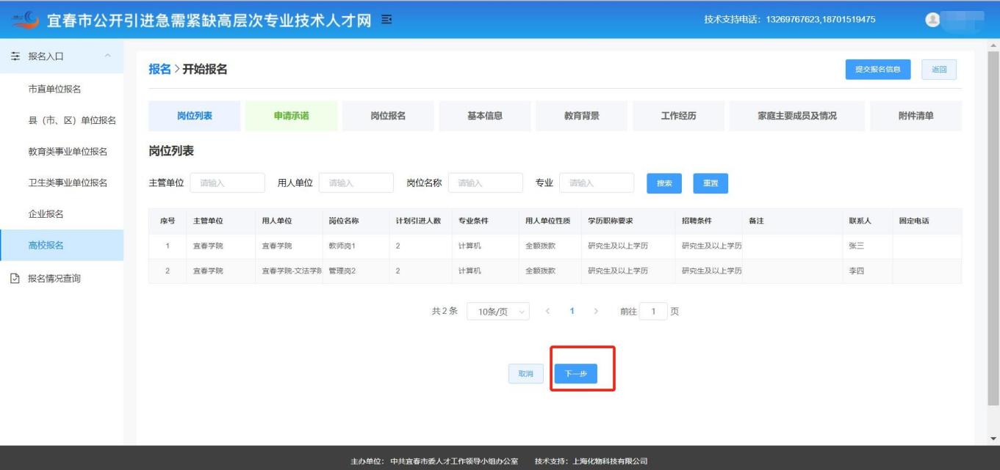 宜春市公开引进急需紧缺高层次专业技术人才网 技术支持电话：13269767623,18701519475
报名入口
市直单位报名
县（市、区）单位报名
教育类事业单位报名
卫生类事业单位报名
企业报名
高校报名
报名情况查询
报名 > 开始报名 提交报名信息 返回
岗位列表 申请承诺 岗位报名 基本信息 教育背景 工作经历 家庭主要成员及情况 附件清单
岗位列表
主管单位 请输入 用人单位 请输入 岗位名称 请输入 专业 请输入 搜索 重置
序号 主管单位 用人单位 岗位名称 计划引进人数 专业条件 用人单位性质 学历职称要求 招聘条件 备注 联系人 固定电话
1 宜春学院 宜春学院 教师岗1 2 计算机 全额拨款 研究生及以上学历 研究生及以上学历 张三
2 宜春学院 宜春学院-文法学院 管理岗2 2 计算机 全额拨款 研究生及以上学历 研究生及以上学历 李四
共 2 条 10条/页 < 1 > 前往 1 页
取消 下一步
主办单位：中共宜春市委人才工作领导小组办公室 技术支持：上海化物科技有限公司